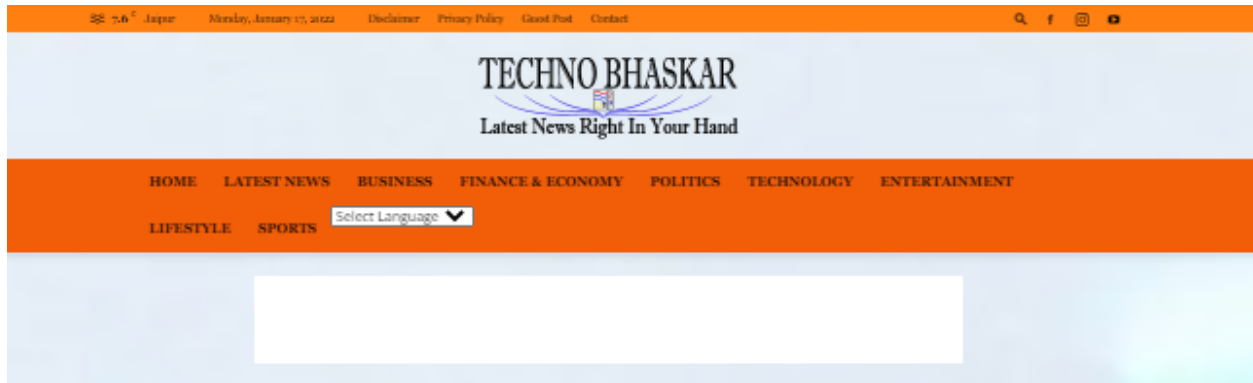 7.6 C Jaipur Monday, January 17, 2022 Disclaimer Privacy Policy Guest Post Contact
TECHNO BHASKAR
Latest News Right In Your Hand
HOME LATEST NEWS BUSINESS FINANCE & ECONOMY POLITICS TECHNOLOGY ENTERTAINMENT
LIFESTYLE SPORTS Select Language